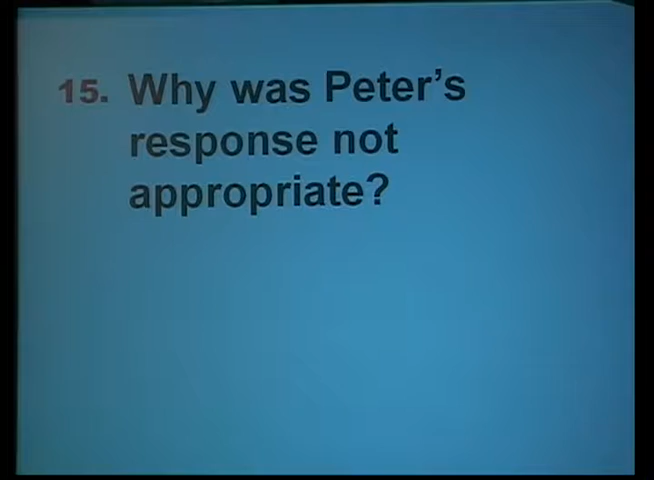 15. Why was Peter's
response not
appropriate?